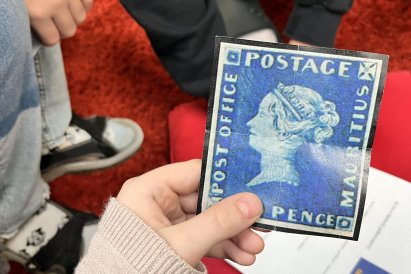 POSTAGE
POST OFFICE
MAURITIUS
PENCE